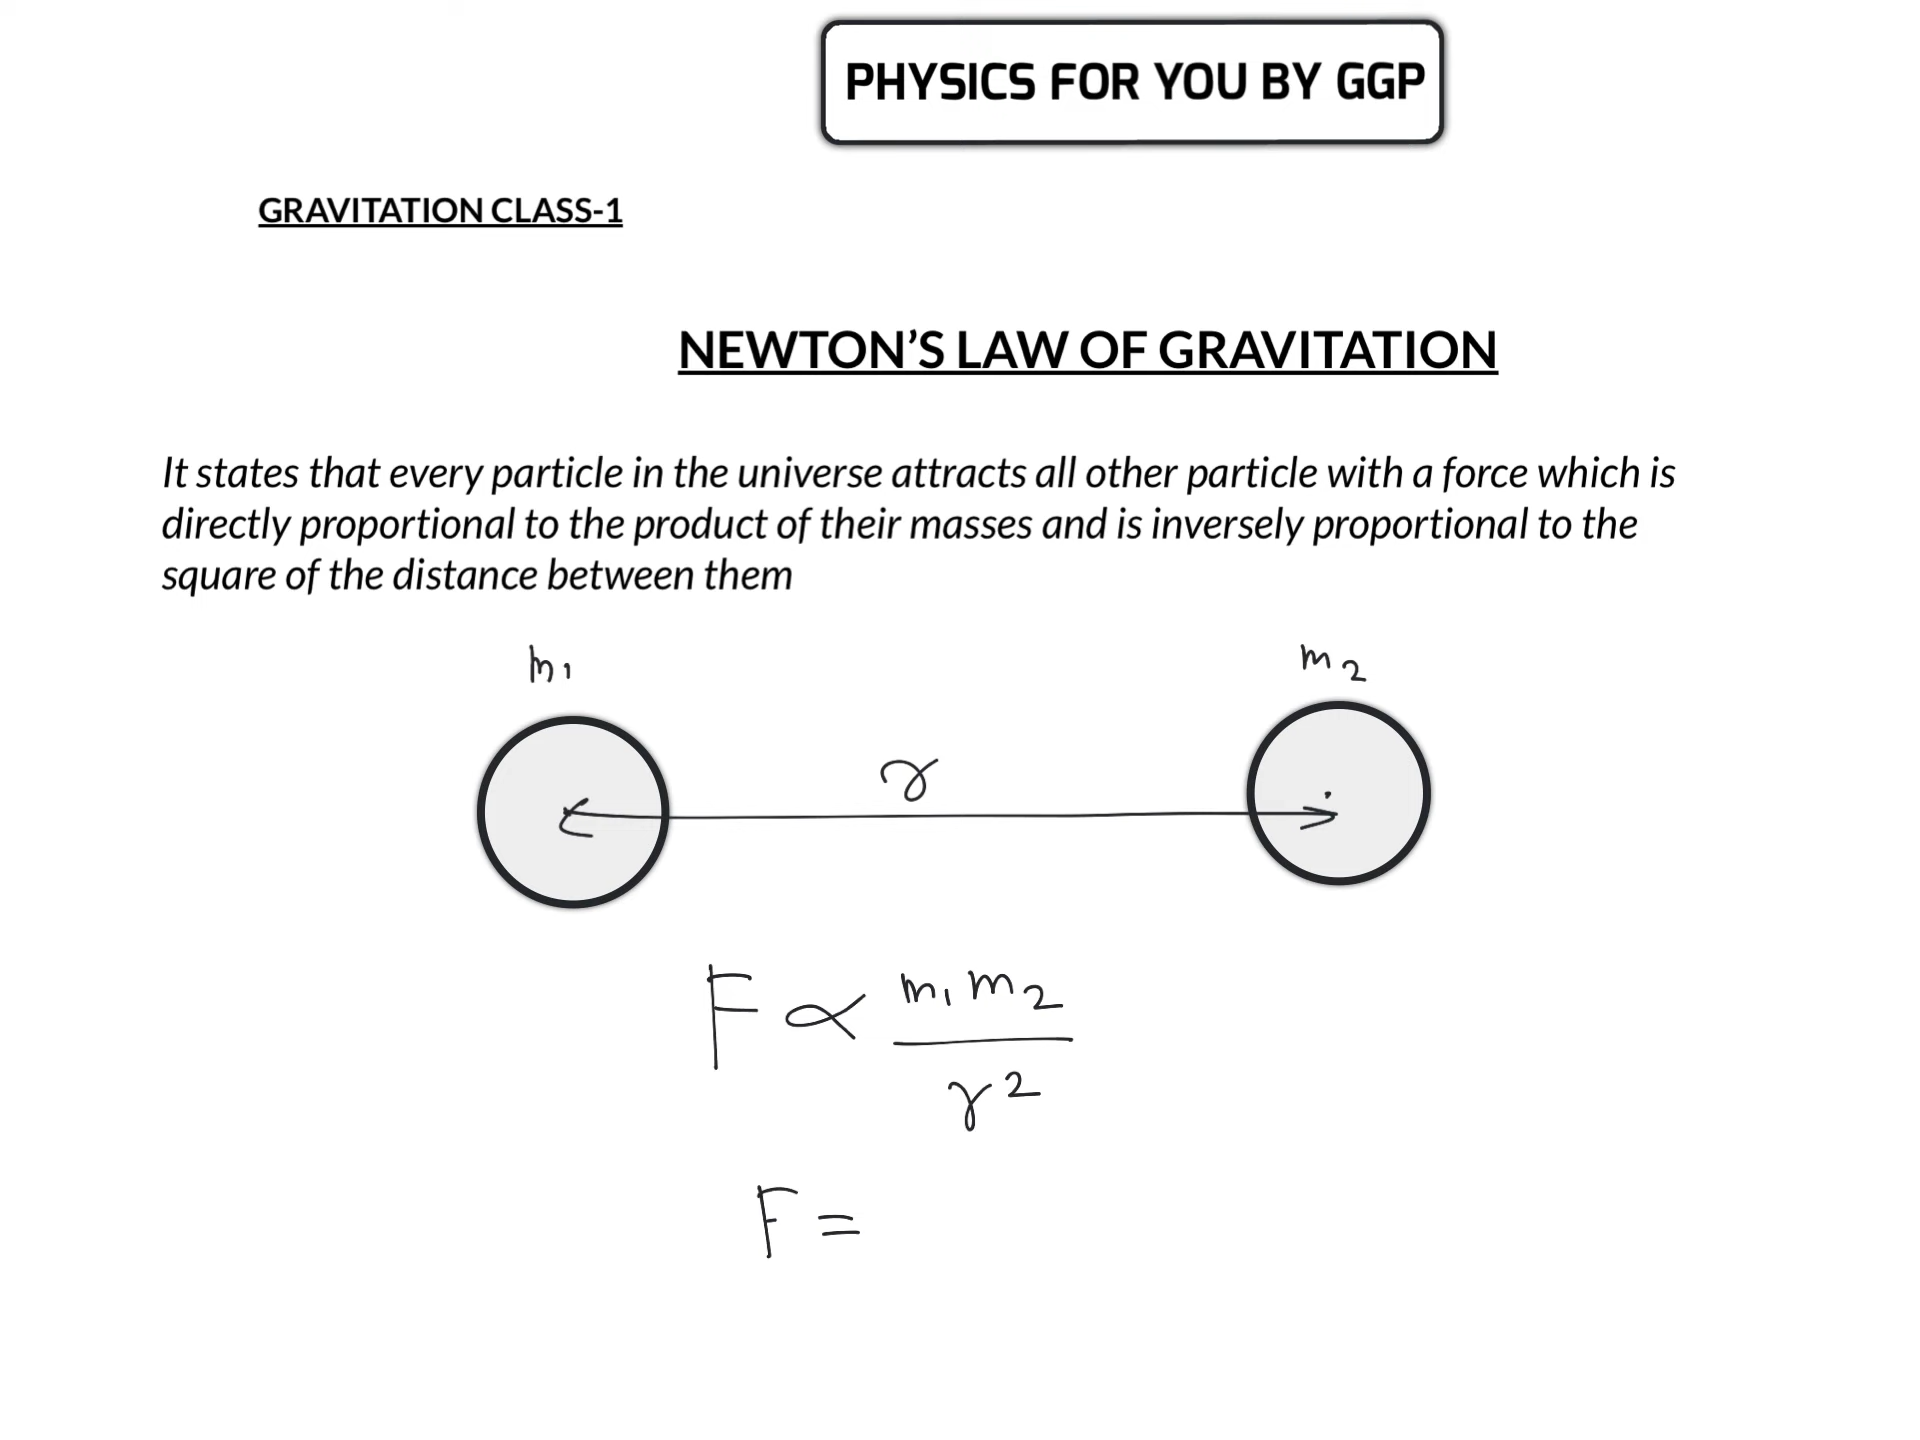 PHYSICS FOR YOU BY GGP
GRAVITATION CLASS-1
NEWTON’S LAW OF GRAVITATION
It states that every particle in the universe attracts all other particle with a force which is
directly proportional to the product of their masses and is inversely proportional to the
square of the distance between them
m₁ m₂
r
F ∝ m₁m₂
r²
F =